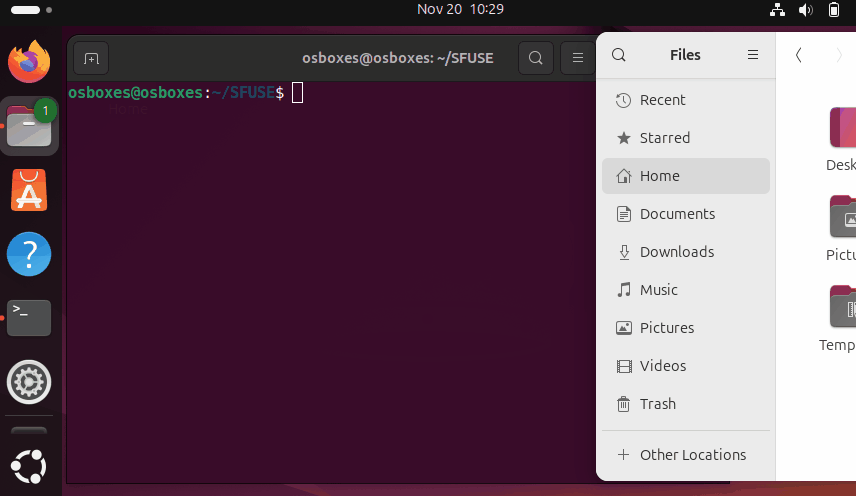 Nov 20 10:29
osboxes@osboxes: ~/SFUSE
osboxes@osboxes:~/SFUSE$
1
>_
Files
Recent
Starred
Home
Documents
Downloads
Music
Pictures
Videos
Trash
+ Other Locations
Desk
Pictu
Temp